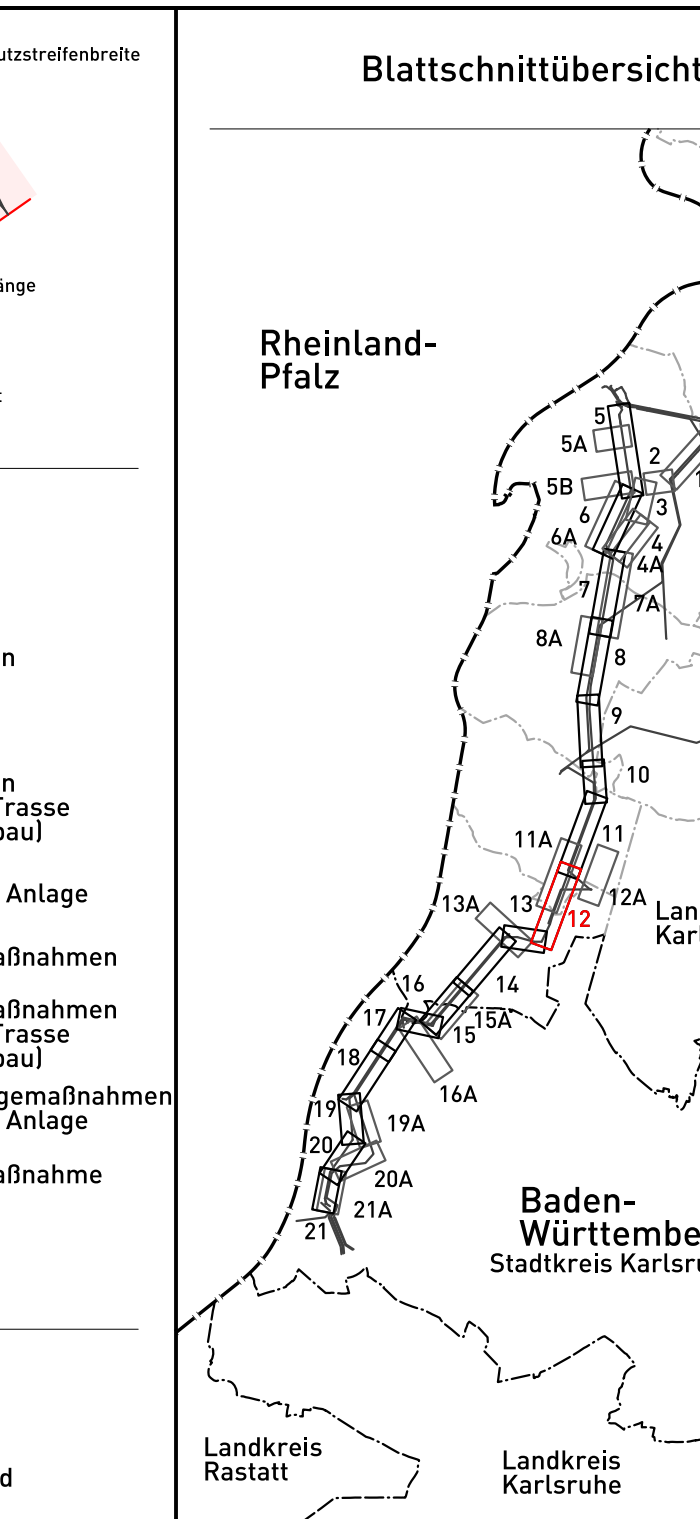 utzstreifenbreite
änge
t
n
n
Trasse
bau)
Anlage
aßnahmen
aßnahmen
Trasse
bau)
gemaßnahmen
Anlage
aßnahme
d
Blattschnittübersicht
Rheinland-
Pfalz
5
5A
2
1
5B
3
6
6A
4
4A
7
7A
8A
8
9
10
11A
11
12A
13A
13
12
Lan
Karl
16
14
17
15A
15
18
16A
19
19A
20
20A
21A
21
Baden-
Württembe
Stadtkreis Karlsru
Landkreis
Rastatt
Landkreis
Karlsruhe